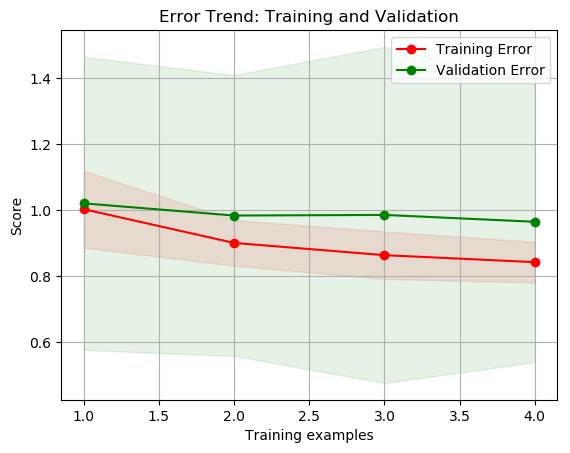 Error Trend: Training and Validation
Training Error
Validation Error
Score
1.4
1.2
1.0
0.8
0.6
1.0 1.5 2.0 2.5 3.0 3.5 4.0
Training examples